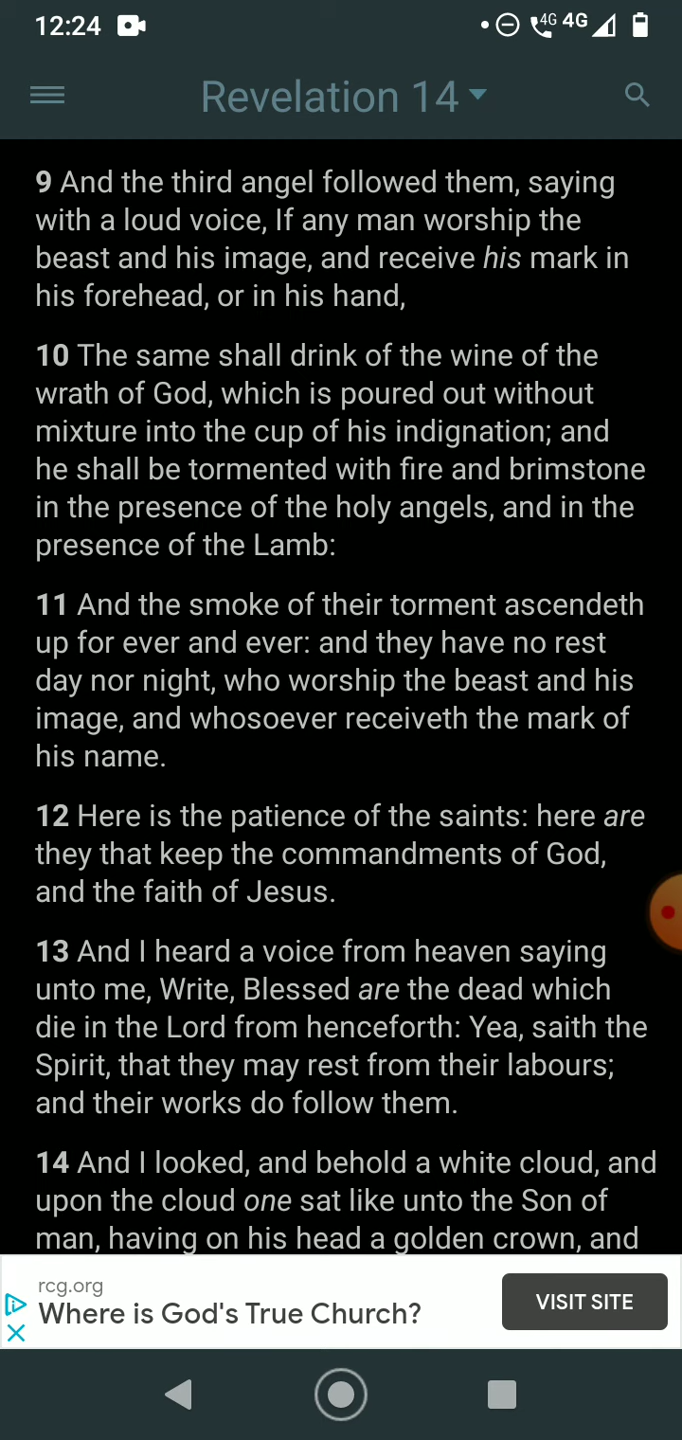 12:24
4G 4G
Revelation 14
9 And the third angel followed them, saying
with a loud voice, If any man worship the
beast and his image, and receive his mark in
his forehead, or in his hand,
10 The same shall drink of the wine of the
wrath of God, which is poured out without
mixture into the cup of his indignation; and
he shall be tormented with fire and brimstone
in the presence of the holy angels, and in the
presence of the Lamb:
11 And the smoke of their torment ascendeth
up for ever and ever: and they have no rest
day nor night, who worship the beast and his
image, and whosoever receiveth the mark of
his name.
12 Here is the patience of the saints: here are
they that keep the commandments of God,
and the faith of Jesus.
13 And I heard a voice from heaven saying
unto me, Write, Blessed are the dead which
die in the Lord from henceforth: Yea, saith the
Spirit, that they may rest from their labours;
and their works do follow them.
14 And I looked, and behold a white cloud, and
upon the cloud one sat like unto the Son of
man, having on his head a golden crown, and
rcg.org
Where is God's True Church?
VISIT SITE